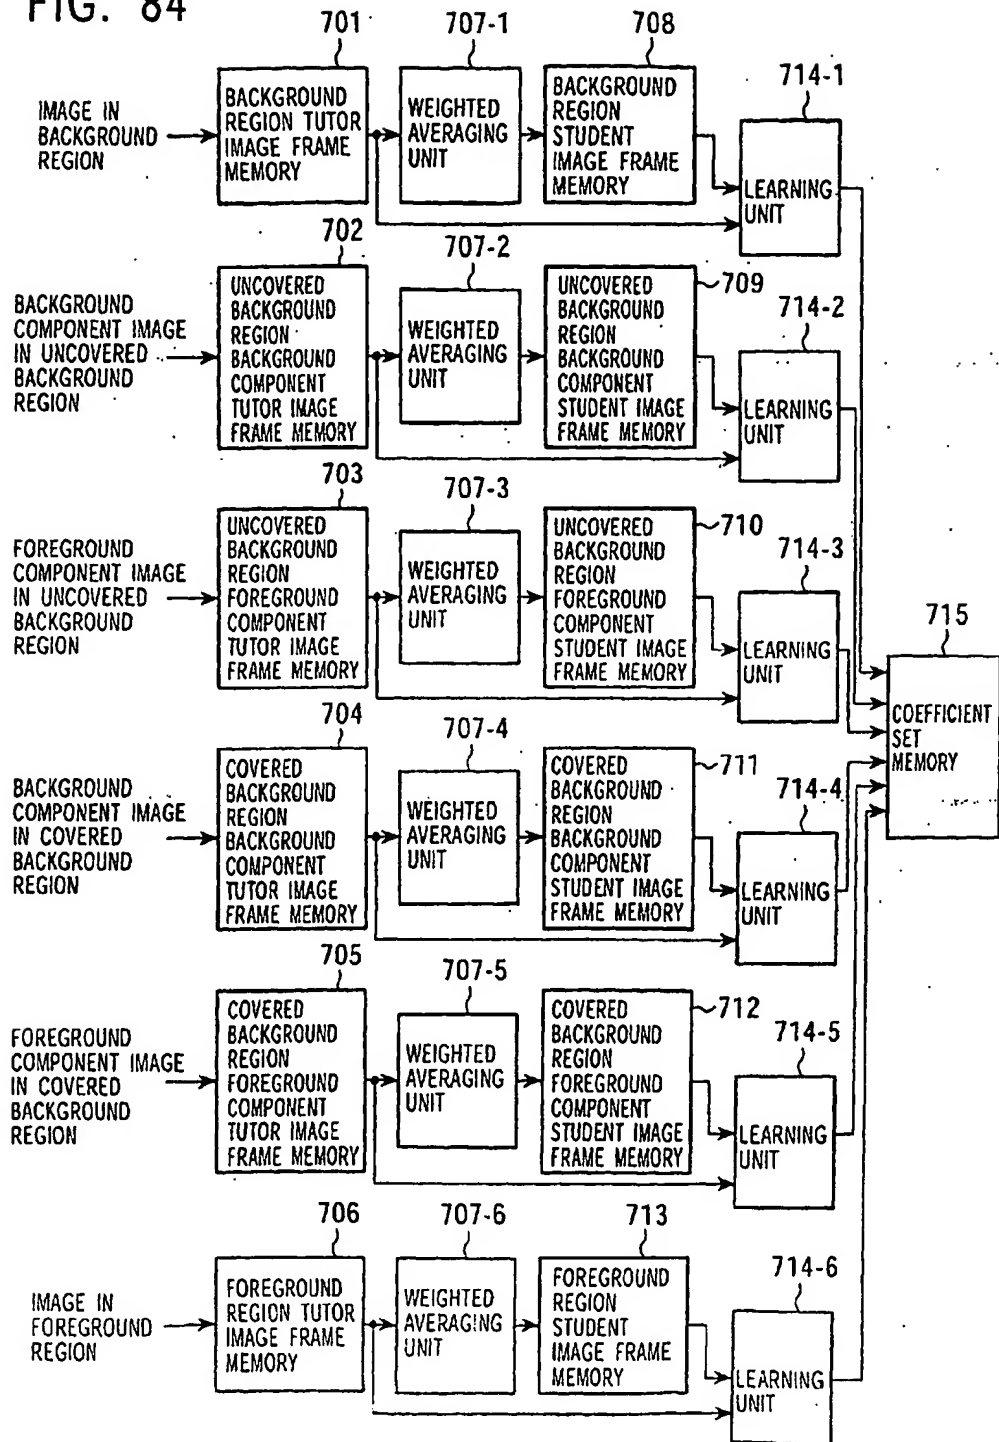 FIG. 84
701
707-1
708
714-1
IMAGE IN
BACKGROUND
REGION
BACKGROUND
REGION TUTOR
IMAGE FRAME
MEMORY
WEIGHTED
AVERAGING
UNIT
BACKGROUND
REGION
STUDENT
IMAGE FRAME
MEMORY
LEARNING
UNIT
702
707-2
709
714-2
BACKGROUND
COMPONENT IMAGE
IN UNCOVERED
BACKGROUND
REGION
UNCOVERED
BACKGROUND
REGION
BACKGROUND
COMPONENT
TUTOR IMAGE
FRAME MEMORY
WEIGHTED
AVERAGING
UNIT
UNCOVERED
BACKGROUND
REGION
BACKGROUND
COMPONENT
STUDENT IMAGE
FRAME MEMORY
LEARNING
UNIT
703
707-3
710
714-3
FOREGROUND
COMPONENT IMAGE
IN UNCOVERED
BACKGROUND
REGION
UNCOVERED
BACKGROUND
REGION
FOREGROUND
COMPONENT
TUTOR IMAGE
FRAME MEMORY
WEIGHTED
AVERAGING
UNIT
UNCOVERED
BACKGROUND
REGION
FOREGROUND
COMPONENT
STUDENT IMAGE
FRAME MEMORY
LEARNING
UNIT
715
COEFFICIENT
SET
MEMORY
704
707-4
711
714-4
BACKGROUND
COMPONENT IMAGE
IN COVERED
BACKGROUND
REGION
COVERED
BACKGROUND
REGION
BACKGROUND
COMPONENT
TUTOR IMAGE
FRAME MEMORY
WEIGHTED
AVERAGING
UNIT
COVERED
BACKGROUND
REGION
BACKGROUND
COMPONENT
STUDENT IMAGE
FRAME MEMORY
LEARNING
UNIT
705
707-5
712
714-5
FOREGROUND
COMPONENT IMAGE
IN COVERED
BACKGROUND
REGION
COVERED
BACKGROUND
REGION
FOREGROUND
COMPONENT
TUTOR IMAGE
FRAME MEMORY
WEIGHTED
AVERAGING
UNIT
COVERED
BACKGROUND
REGION
FOREGROUND
COMPONENT
STUDENT IMAGE
FRAME MEMORY
LEARNING
UNIT
706
707-6
713
714-6
IMAGE IN
FOREGROUND
REGION
FOREGROUND
REGION TUTOR
IMAGE FRAME
MEMORY
WEIGHTED
AVERAGING
UNIT
FOREGROUND
REGION
STUDENT
IMAGE FRAME
MEMORY
LEARNING
UNIT